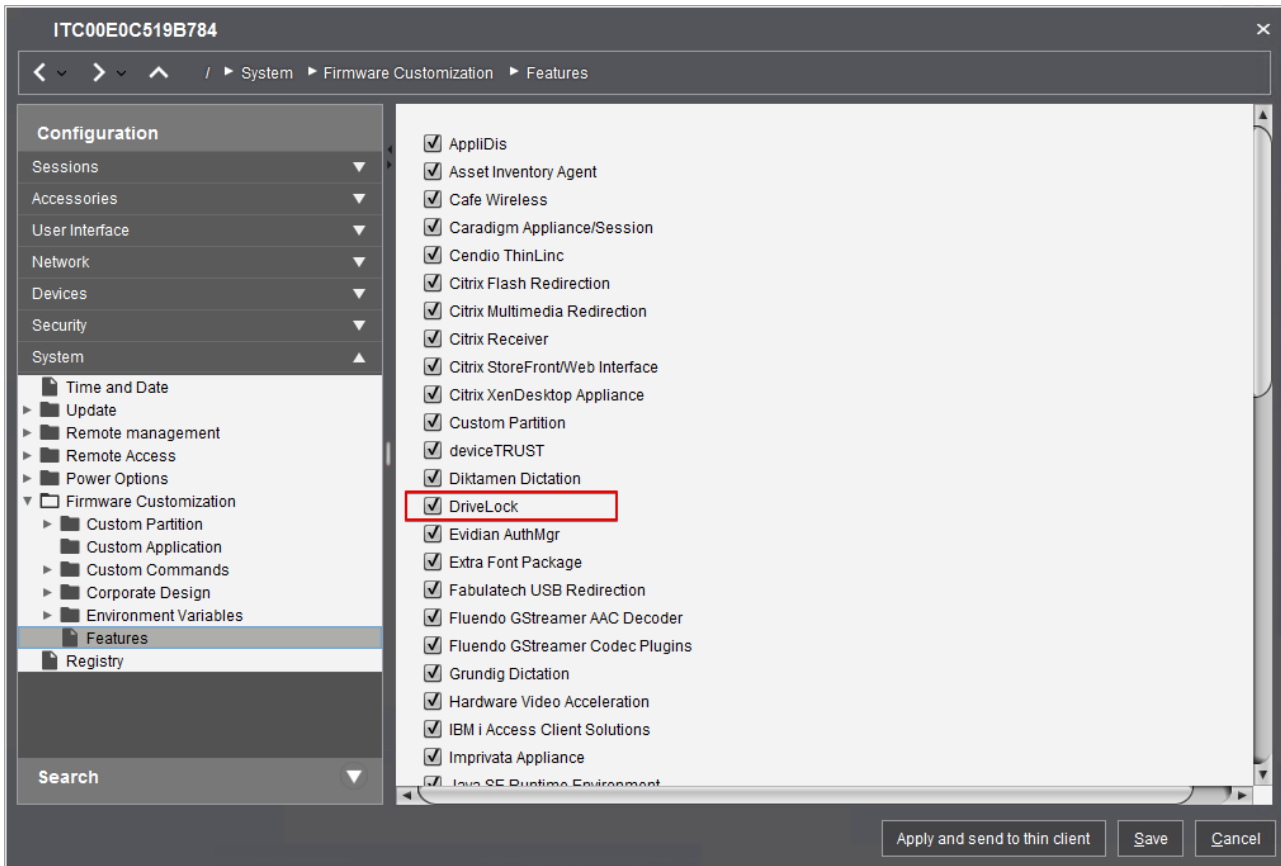 ITC00E0C519B784
/ System Firmware Customization Features
Configuration
Sessions
Accessories
User Interface
Network
Devices
Security
System
Time and Date
Update
Remote management
Remote Access
Power Options
Firmware Customization
Custom Partition
Custom Application
Custom Commands
Corporate Design
Environment Variables
Features
Registry
Search
AppliDis
Asset Inventory Agent
Cafe Wireless
Caradigm Appliance/Session
Cendio ThinLinc
Citrix Flash Redirection
Citrix Multimedia Redirection
Citrix Receiver
Citrix StoreFront/Web Interface
Citrix XenDesktop Appliance
Custom Partition
deviceTRUST
Diktamen Dictation
DriveLock
Evidian AuthMgr
Extra Font Package
Fabulatech USB Redirection
Fluendo GStreamer AAC Decoder
Fluendo GStreamer Codec Plugins
Grundig Dictation
Hardware Video Acceleration
IBM i Access Client Solutions
Imprivata Appliance
Java SE Runtime Environment
Apply and send to thin client Save Cancel